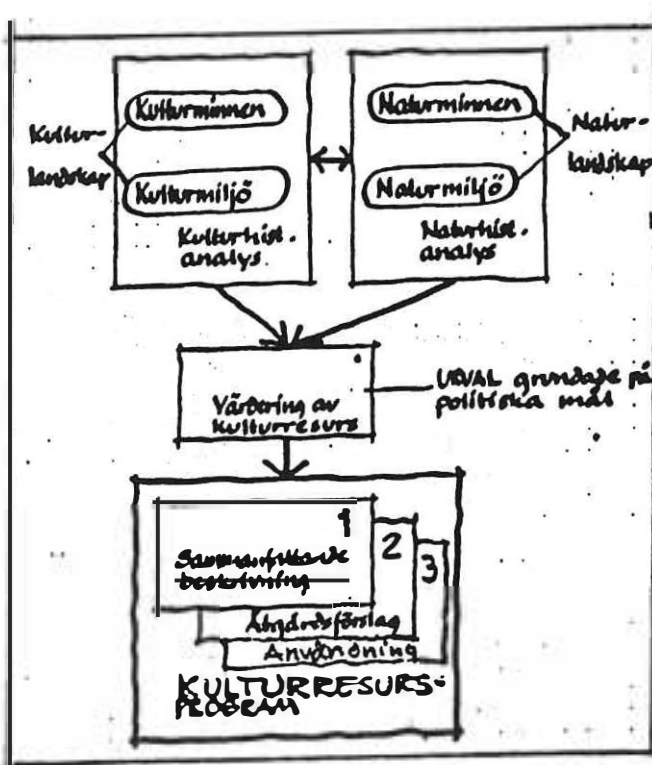 Kulturminnen
Kultur-
landskap
Kulturmiljö
Kulturhist.
analys.
Naturminnen
Natur-
landskap
Naturmiljö
Naturhist.
analys
Värdering av
kulturresurs
URVAL grundade på
politiska mål
1
Sammanfattande
beskrivning
2
Åtgärdsförslag
3
Användning
KULTURRESURS-
PROGRAM